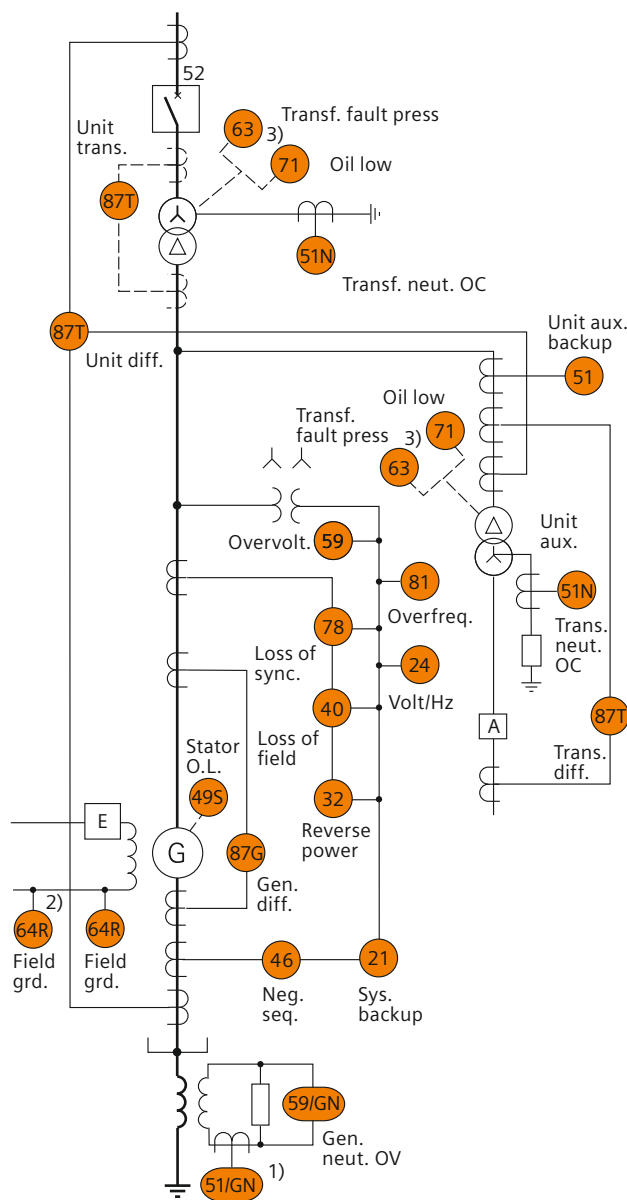 52
Transf. fault press
63
3)
71
Oil low
Unit
trans.
87T
51N
Transf. neut. OC
87T
Unit diff.
Unit aux.
backup
51
Oil low
71
Transf.
fault press
3)
63
Unit
aux.
Overvolt.
59
81
Overfreq.
51N
Trans.
neut.
OC
78
Loss of
sync.
24
Volt/Hz
40
Loss of
field
A
87T
Trans.
diff.
Stator
O.L.
49S
32
Reverse
power
E
G
87G
Gen.
diff.
2)
64R
64R
Field
grd.
Field
grd.
46
21
Neg.
seq.
Sys.
backup
59/GN
Gen.
neut. OV
51/GN
1)